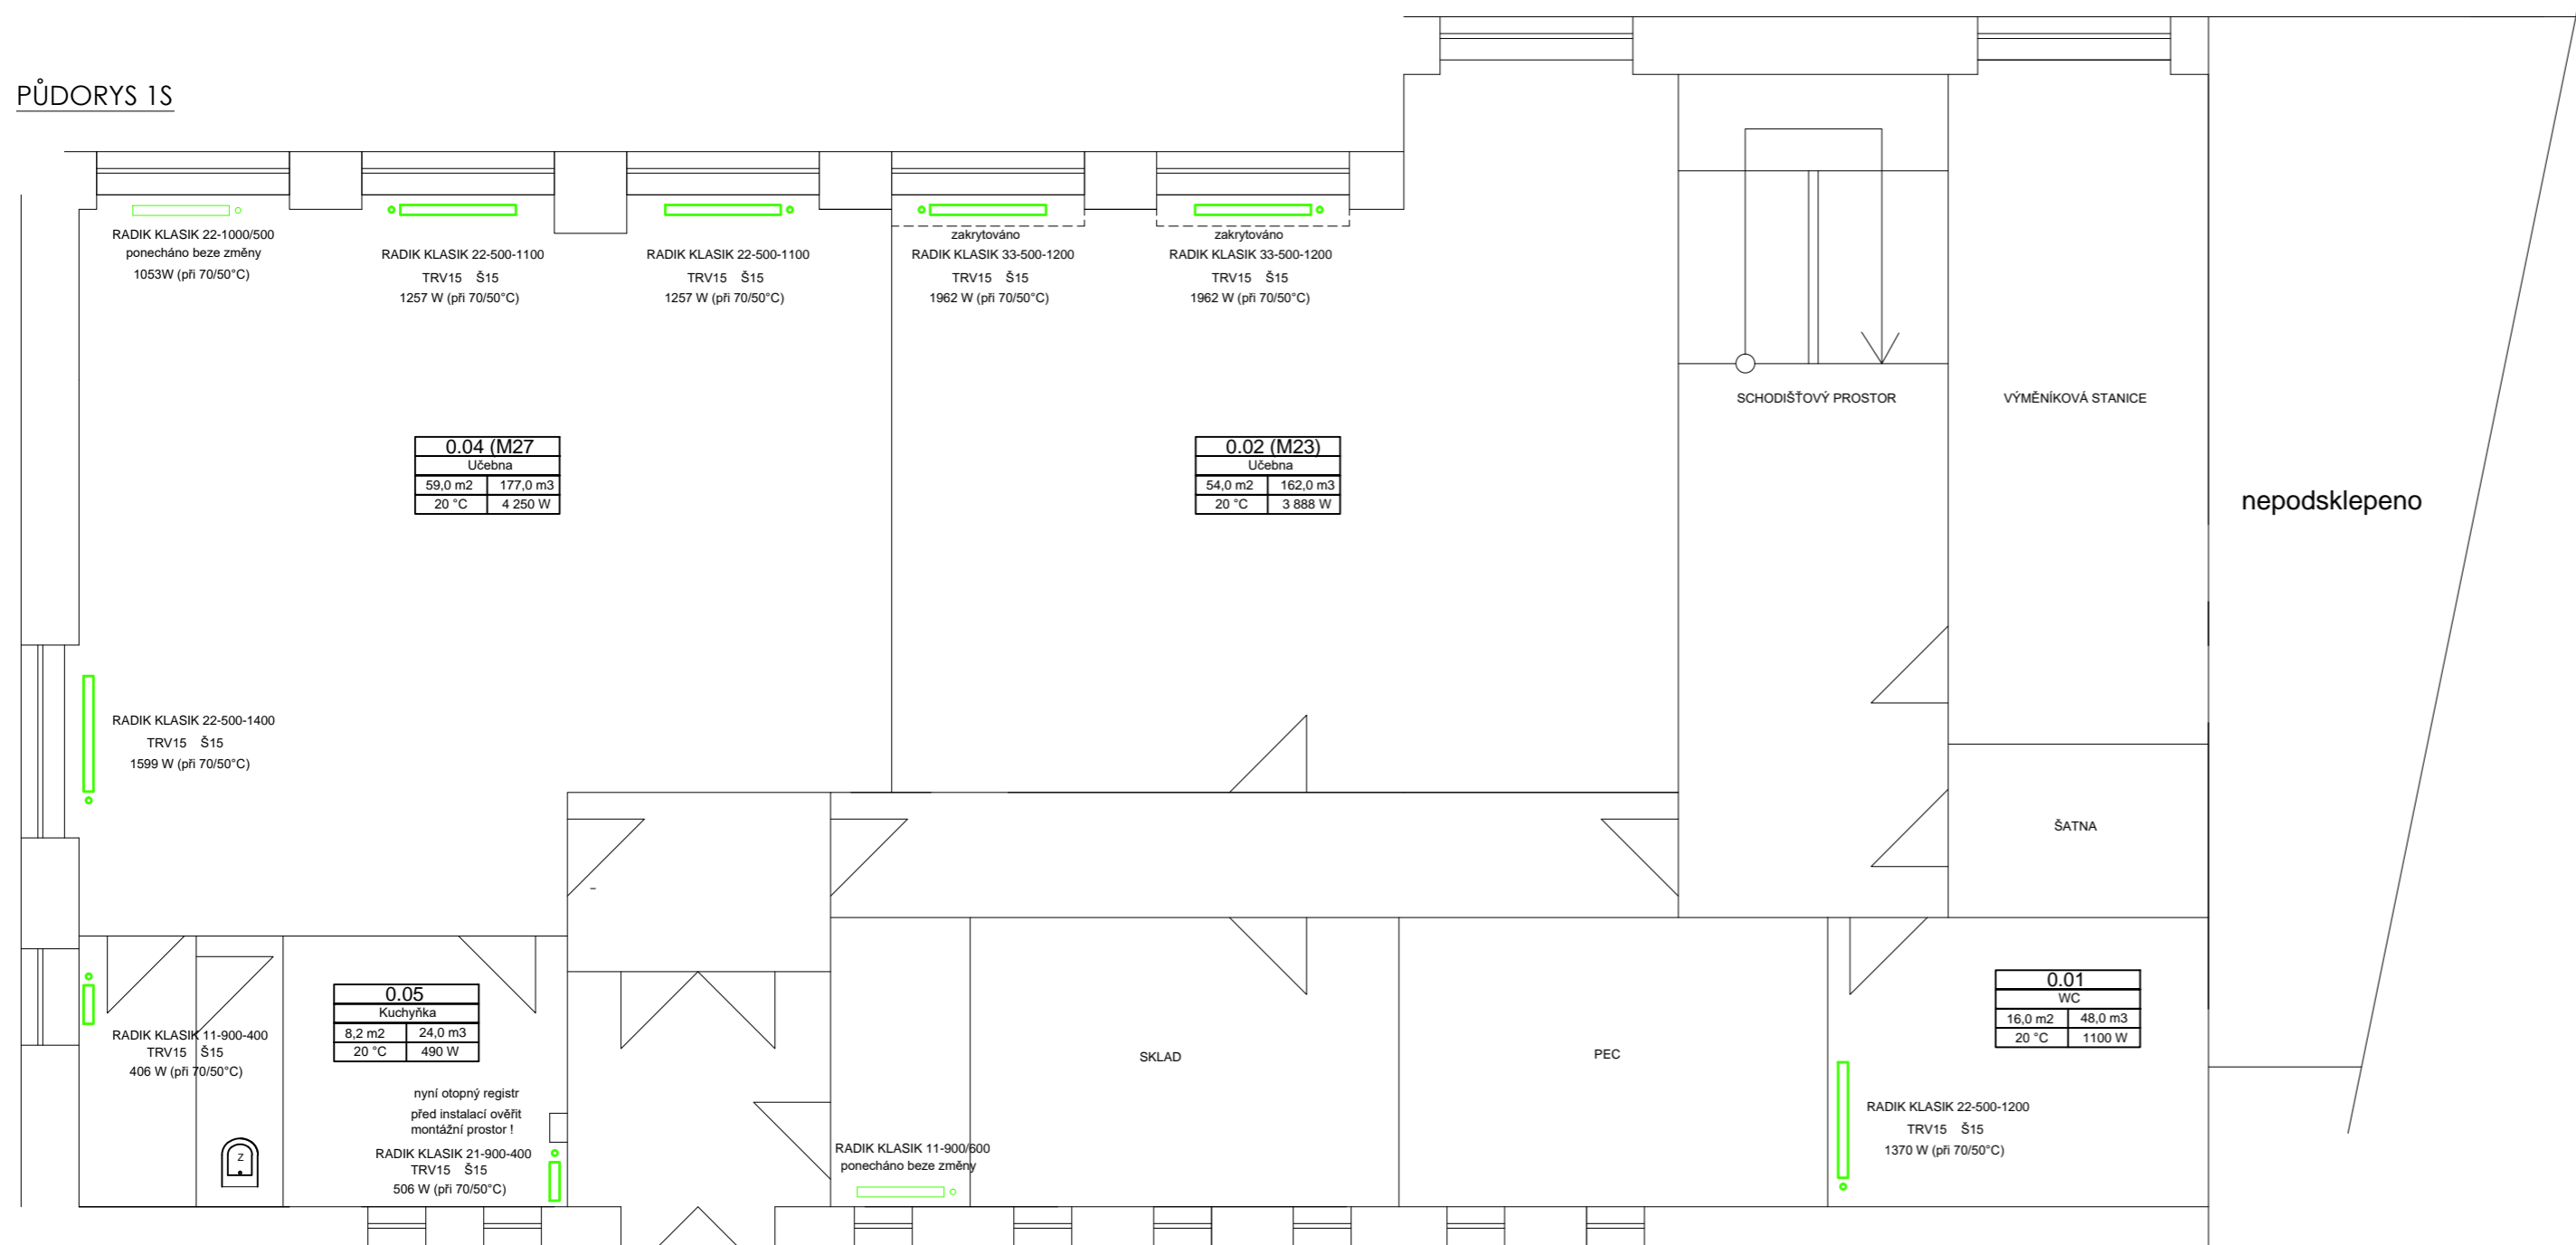 PŮDORYS 1S
RADIK KLASIK 22-1000/500
ponecháno beze změny
1053W (při 70/50°C)
RADIK KLASIK 22-500-1100
TRV15 Š15
1257 W (při 70/50°C)
RADIK KLASIK 22-500-1100
TRV15 Š15
1257 W (při 70/50°C)
zakrytováno
RADIK KLASIK 33-500-1200
TRV15 Š15
1962 W (při 70/50°C)
zakrytováno
RADIK KLASIK 33-500-1200
TRV15 Š15
1962 W (při 70/50°C)
SCHODIŠŤOVÝ PROSTOR
VÝMĚNÍKOVÁ STANICE
0.04 (M27
Učebna
59,0 m2 177,0 m3
20 °C 4 250 W
0.02 (M23)
Učebna
54,0 m2 162,0 m3
20 °C 3 888 W
nepodsklepeno
RADIK KLASIK 22-500-1400
TRV15 Š15
1599 W (při 70/50°C)
ŠATNA
RADIK KLASIK 11-900-400
TRV15 Š15
406 W (při 70/50°C)
0.05
Kuchyňka
8,2 m2 24,0 m3
20 °C 490 W
nyní otopný registr
před instalací ověřit
montážní prostor !
RADIK KLASIK 21-900-400
TRV15 Š15
506 W (při 70/50°C)
Z
RADIK KLASIK 11-900/600
ponecháno beze změny
SKLAD
PEC
0.01
WC
16,0 m2 48,0 m3
20 °C 1100 W
RADIK KLASIK 22-500-1200
TRV15 Š15
1370 W (při 70/50°C)